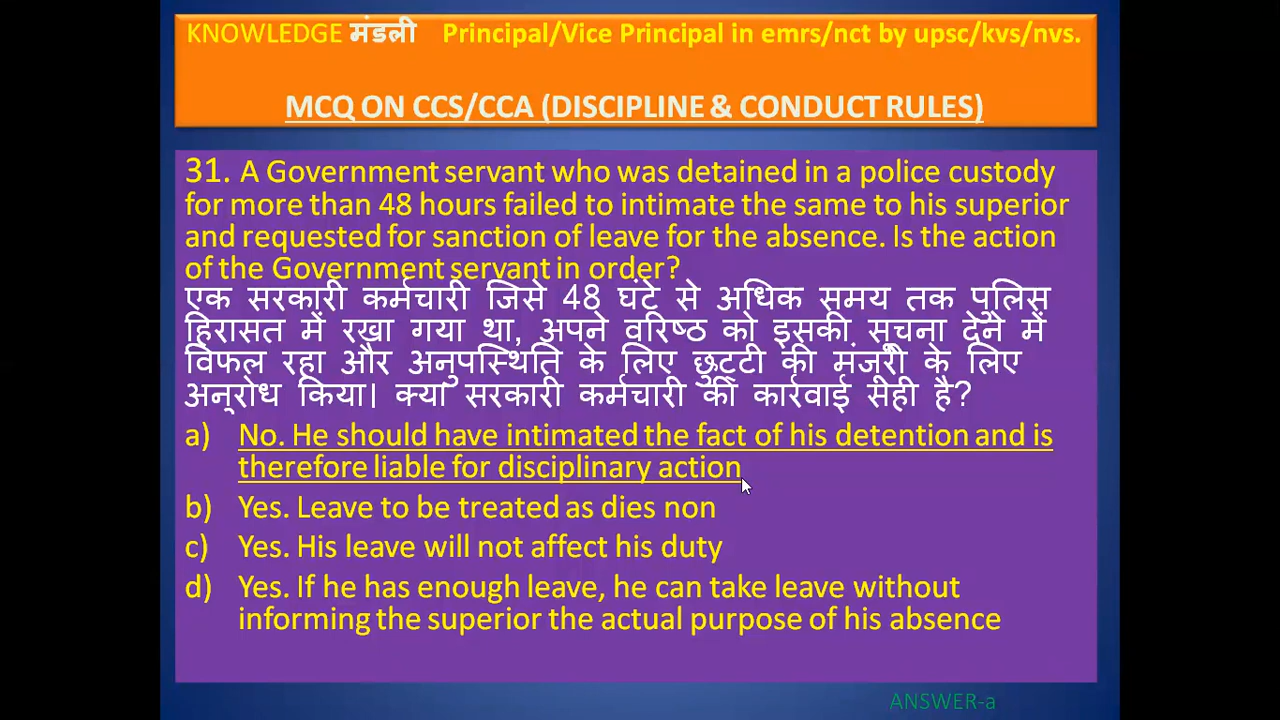 KNOWLEDGE मंडली Principal/Vice Principal in emrs/nct by upsc/kvs/nvs.
MCQ ON CCS/CCA (DISCIPLINE & CONDUCT RULES)
31. A Government servant who was detained in a police custody
for more than 48 hours failed to intimate the same to his superior
and requested for sanction of leave for the absence. Is the action
of the Government servant in order?
एक सरकारी कर्मचारी जिसे 48 घंटे से अधिक समय तक पुलिस
हिरासत में रखा गया था, अपने वरिष्ठ को इसकी सूचना देने में
विफल रहा और अनुपस्थिति के लिए छुट्टी की मंजूरी के लिए
अनुरोध किया। क्या सरकारी कर्मचारी की कार्रवाई सही है?
a) No. He should have intimated the fact of his detention and is
therefore liable for disciplinary action
b) Yes. Leave to be treated as dies non
c) Yes. His leave will not affect his duty
d) Yes. If he has enough leave, he can take leave without
informing the superior the actual purpose of his absence
ANSWER-a